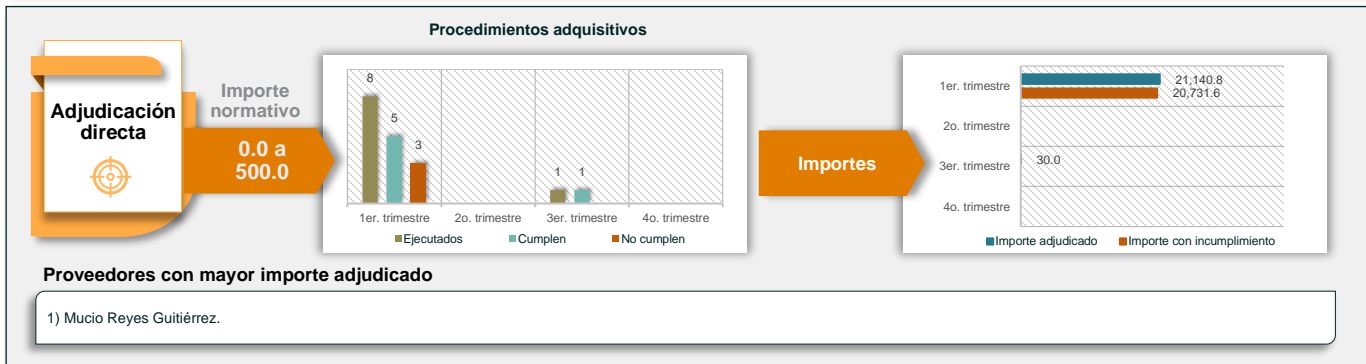 Procedimientos adquisitivos
Adjudicación
directa
Importe
normativo
0.0 a
500.0
8
5
3
1
1
1er. trimestre
2o. trimestre
3er. trimestre
4o. trimestre
Ejecutados
Cumplen
No cumplen
Importes
1er. trimestre
21,140.8
20,731.6
2o. trimestre
3er. trimestre
30.0
4o. trimestre
Importe adjudicado
Importe con incumplimiento
Proveedores con mayor importe adjudicado
1) Mucio Reyes Guitiérrez.